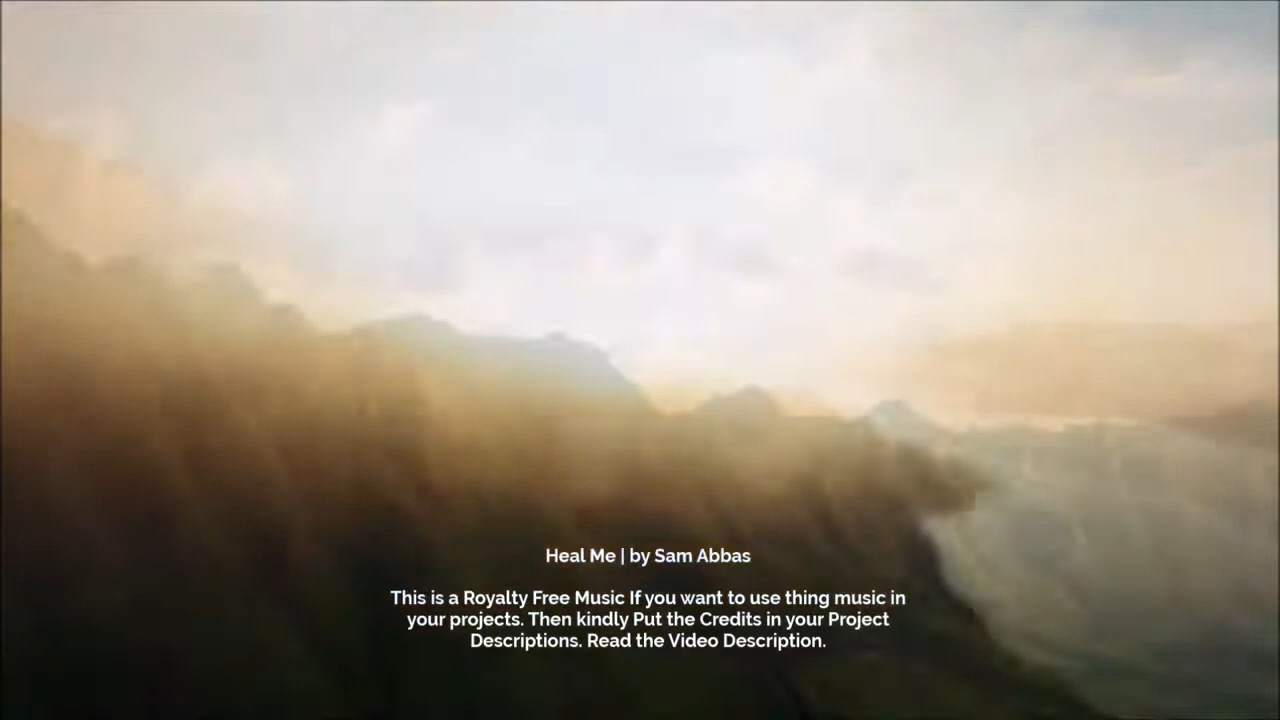 Heal Me | by Sam Abbas
This is a Royalty Free Music If you want to use thing music in
your projects. Then kindly Put the Credits in your Project
Descriptions. Read the Video Description.